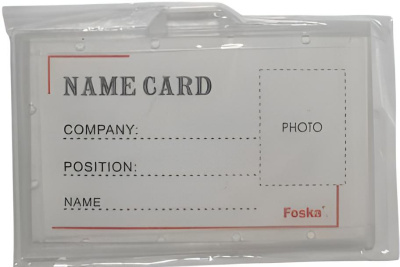 NAME CARD
COMPANY:
PHOTO
POSITION:
NAME
Foska